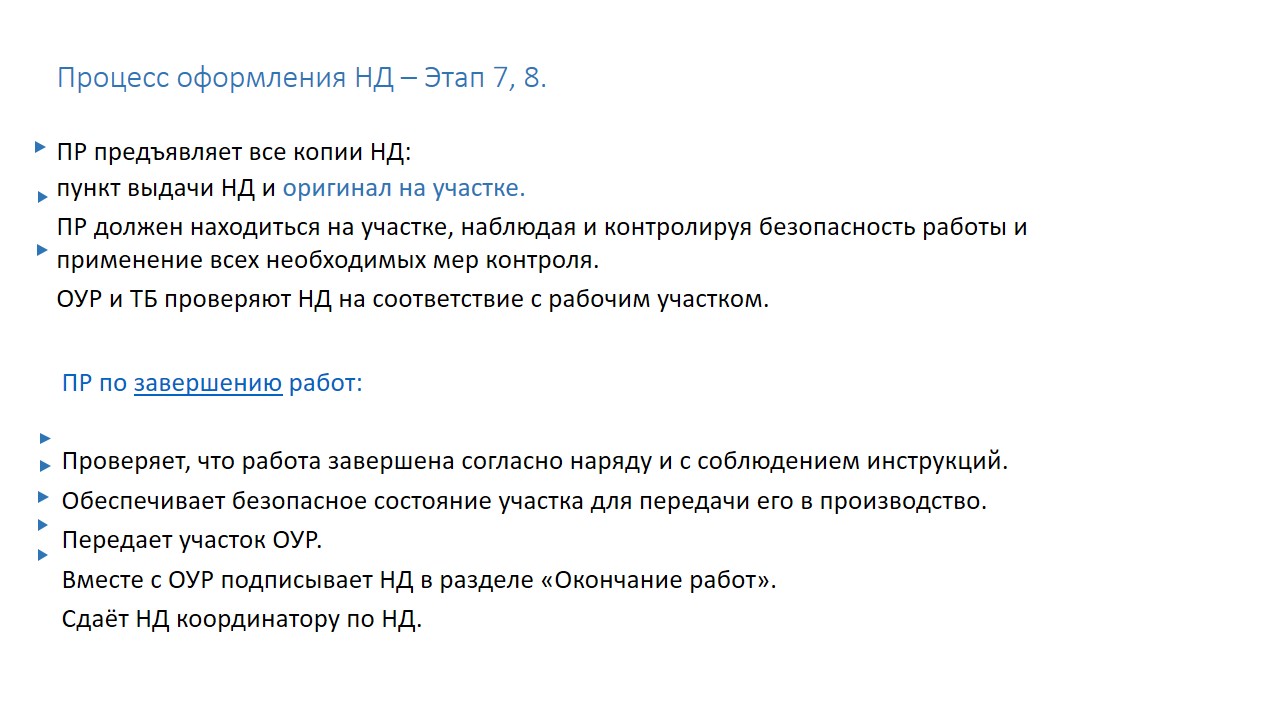 Процесс оформления НД – Этап 7, 8.
ПР предъявляет все копии НД:
пункт выдачи НД и оригинал на участке.
ПР должен находиться на участке, наблюдая и контролируя безопасность работы и
применение всех необходимых мер контроля.
ОУР и ТБ проверяют НД на соответствие с рабочим участком.
ПР по завершению работ:
Проверяет, что работа завершена согласно наряду и с соблюдением инструкций.
Обеспечивает безопасное состояние участка для передачи его в производство.
Передает участок ОУР.
Вместе с ОУР подписывает НД в разделе «Окончание работ».
Сдаёт НД координатору по НД.